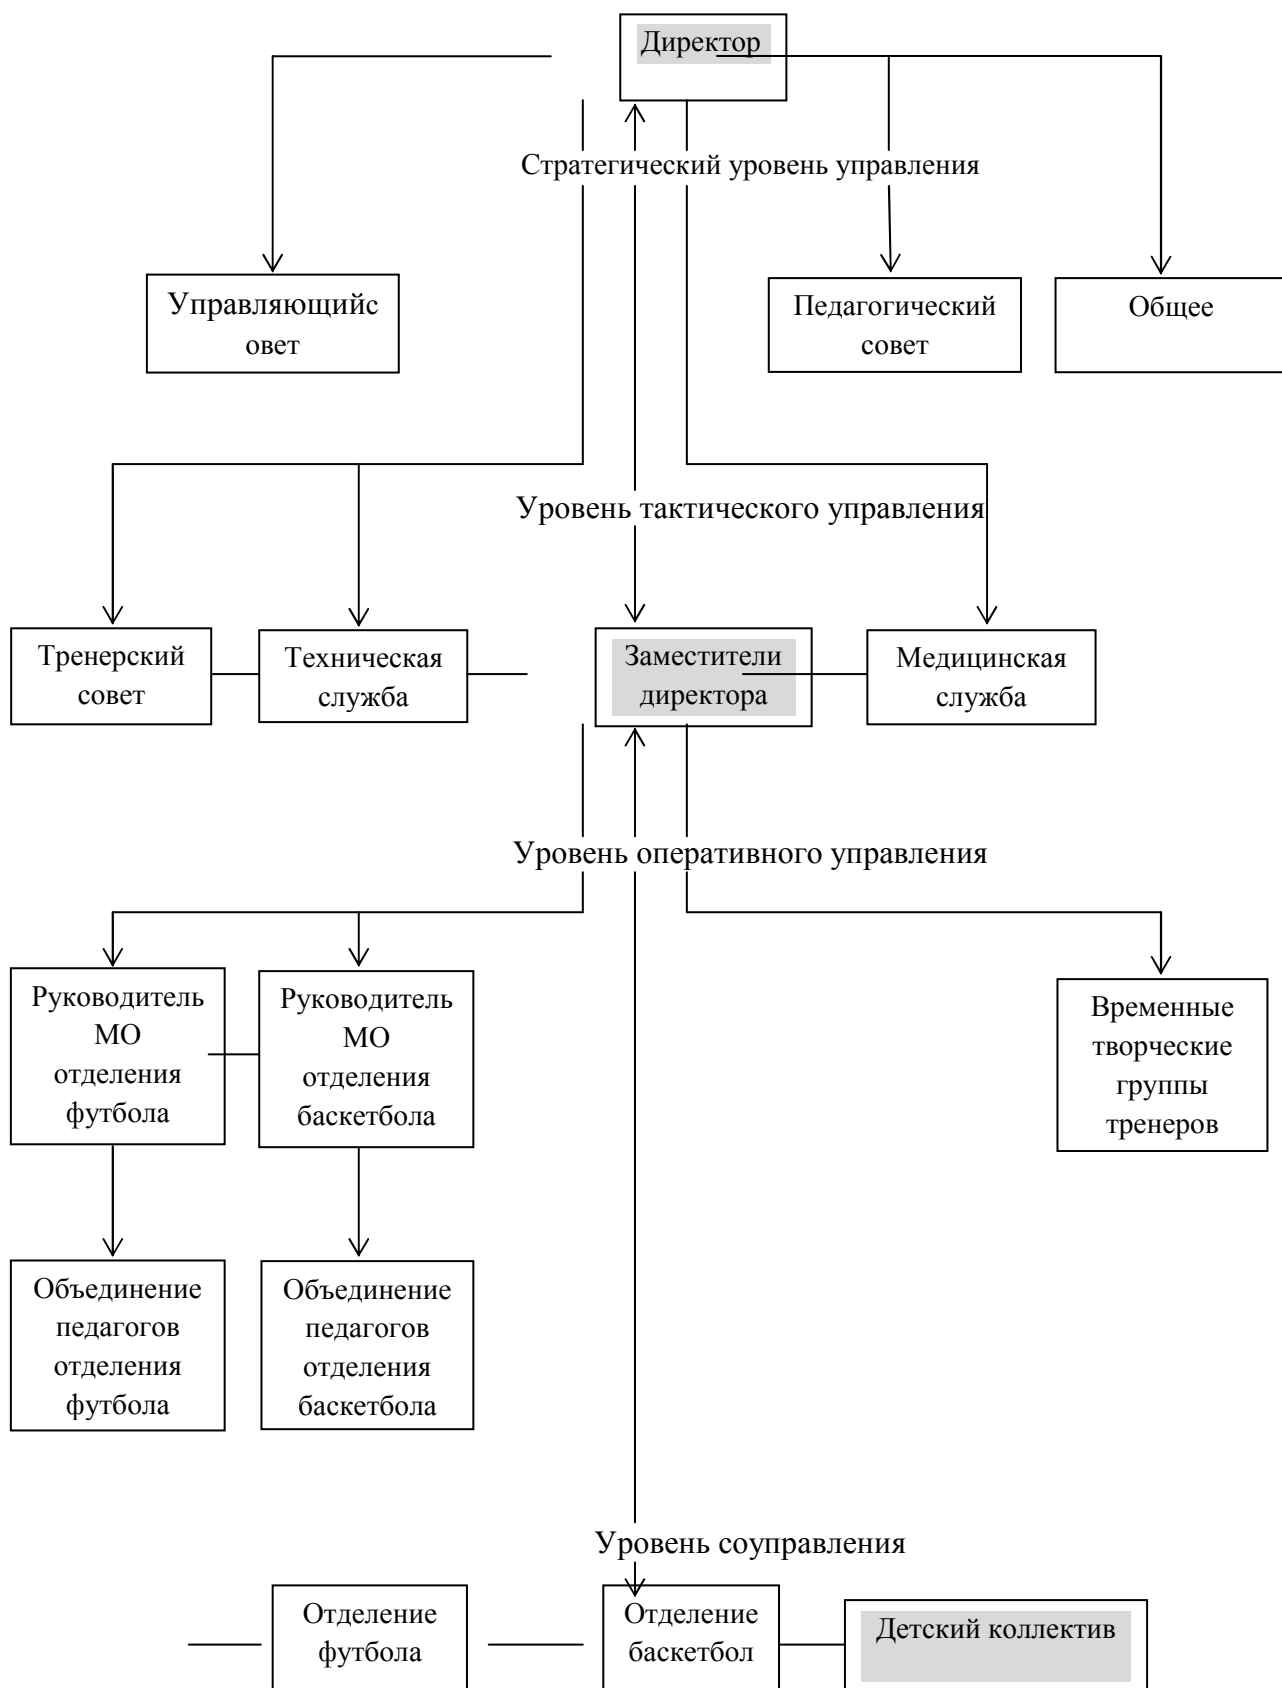 Директор
Стратегический уровень управления
Управляющийс
овет
Педагогический
совет
Общее
Уровень тактического управления
Тренерский
совет
Техническая
служба
Заместители
директора
Медицинская
служба
Уровень оперативного управления
Руководитель
МО
отделения
футбола
Руководитель
МО
отделения
баскетбола
Временные
творческие
группы
тренеров
Объединение
педагогов
отделения
футбола
Объединение
педагогов
отделения
баскетбола
Уровень соуправления
Отделение
футбола
Отделение
баскетбол
Детский коллектив